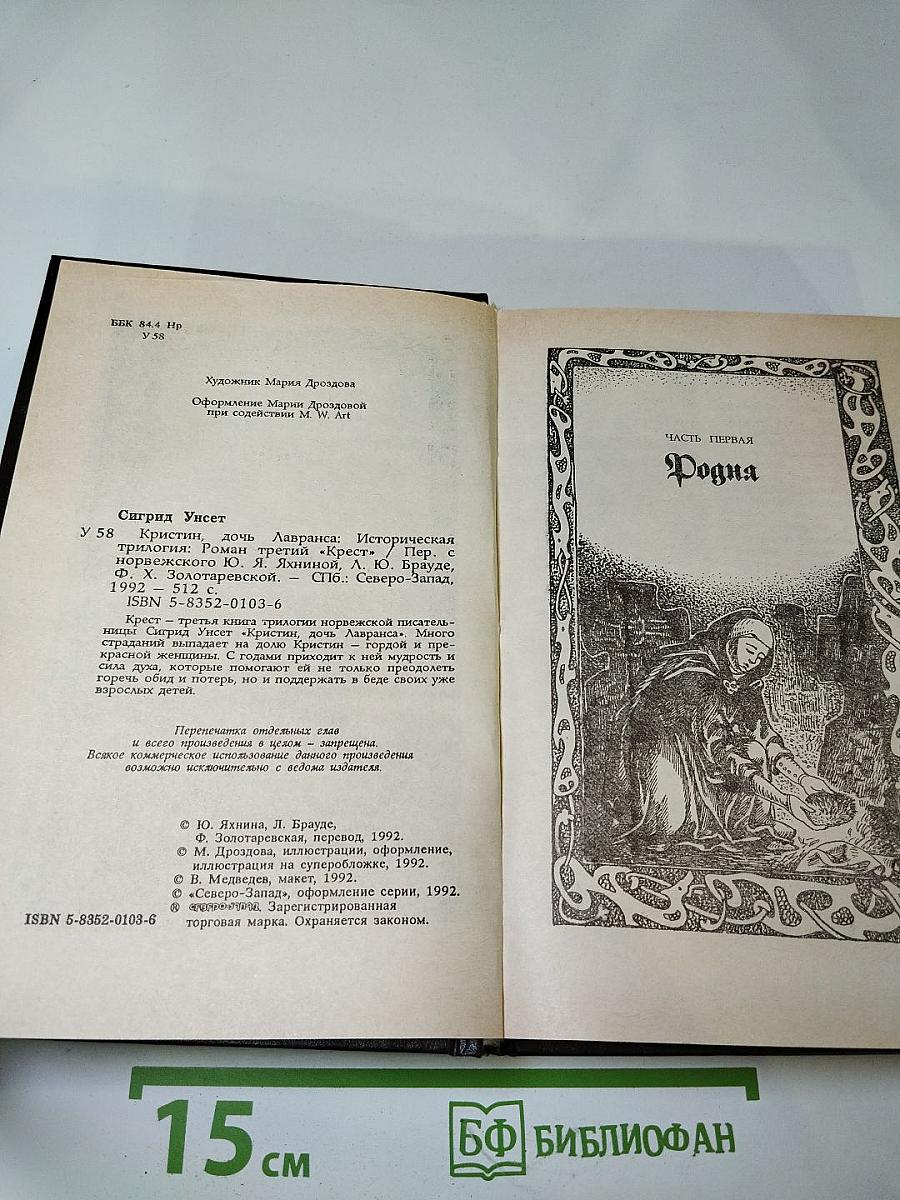 ББК 84.4 Нр
У 58
Художник Мария Дроздова
Оформление Марии Дроздовой
при содействии M. W. Art
Сигрид Унсет
У 58 Кристин, дочь Лавранса: Историческая
трилогия: Роман третий «Крест» / Пер. с
норвежского Ю. Я. Яхниной, Л. Ю. Брауде,
Ф. Х. Золотаревской. – СПб.: Северо-Запад,
1992 – 512 с.
ISBN 5-8352-0103-6
Крест – третья книга трилогии норвежской писатель-
ницы Сигрид Унсет «Кристин, дочь Лавранса». Много
страданий выпадает на долю Кристин – гордой и пре-
красной женщины. С годами приходит к ней мудрость и
сила духа, которые помогают ей не только преодолеть
горечь обид и потерь, но и поддержать в беде своих уже
взрослых детей.
Перепечатка отдельных глав
и всего произведения в целом – запрещена.
Всякое коммерческое использование данного произведения
возможно исключительно с ведома издателя.
© Ю. Яхнина, Л. Брауде,
Ф. Золотаревская, перевод, 1992.
© М. Дроздова, иллюстрации, оформление,
иллюстрация на суперобложке, 1992.
© В. Медведев, макет, 1992.
© «Северо-Запад», оформление серии, 1992.
® Зарегистрированная
торговая марка. Охраняется законом.
ISBN 5-8352-0103-6
ЧАСТЬ ПЕРВАЯ
Родня
15 см
БФ БИБЛИОФАН